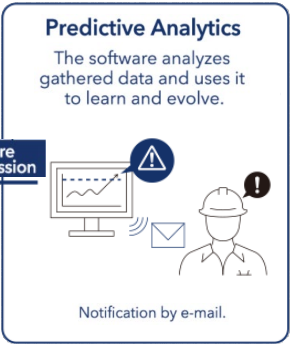 Predictive Analytics
The software analyzes
gathered data and uses it
to learn and evolve.
re
ssion
!
!
Notification by e-mail.